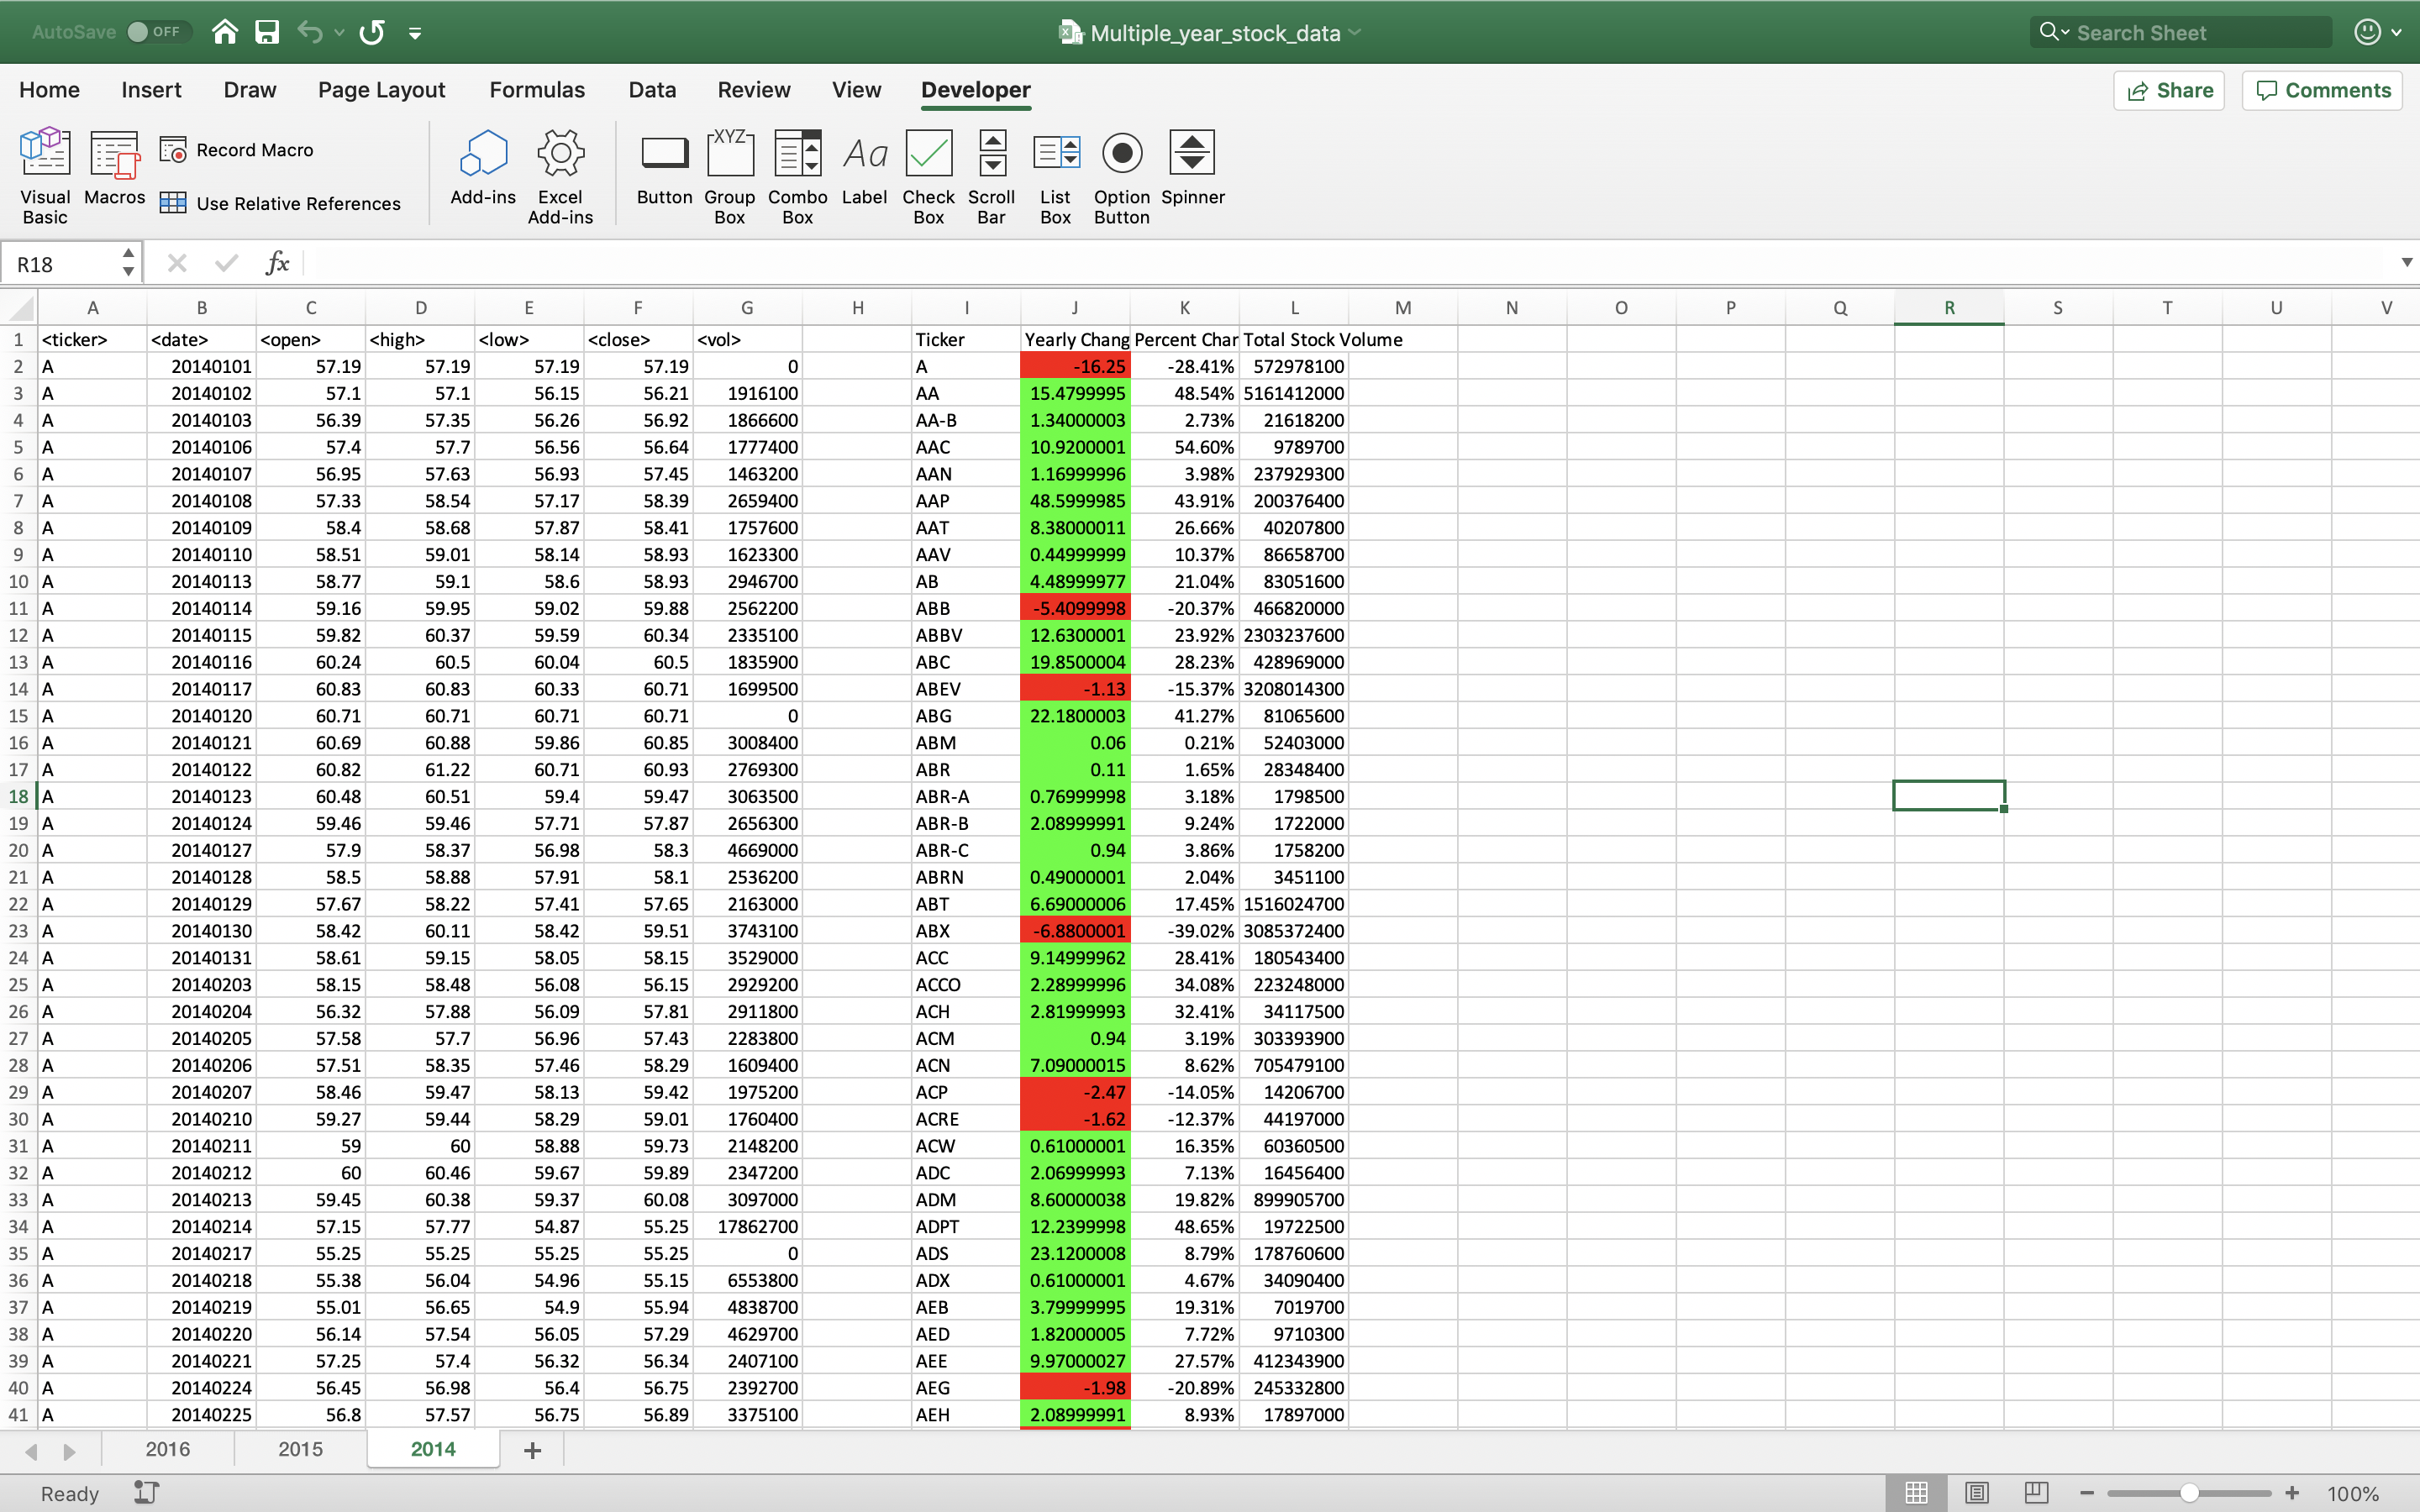 AutoSave OFF Multiple_year_stock_data Search Sheet
Home Insert Draw Page Layout Formulas Data Review View Developer Share Comments
Visual Basic Macros Record Macro Use Relative References Add-ins Excel Add-ins Button XYZ Group Box Combo Box Aa Label Check Box Scroll Bar List Box Option Button Spinner
R18 fx
A B C D E F G H I J K L M N O P Q R S T U V
1 <ticker> <date> <open> <high> <low> <close> <vol> Ticker Yearly Chang Percent Char Total Stock Volume
2 A 20140101 57.19 57.19 57.19 57.19 0 A -16.25 -28.41% 572978100
3 A 20140102 57.1 57.1 56.15 56.21 1916100 AA 15.4799995 48.54% 5161412000
4 A 20140103 56.39 57.35 56.26 56.92 1866600 AA-B 1.34000003 2.73% 21618200
5 A 20140106 57.4 57.7 56.56 56.64 1777400 AAC 10.9200001 54.60% 9789700
6 A 20140107 56.95 57.63 56.93 57.45 1463200 AAN 1.16999996 3.98% 237929300
7 A 20140108 57.33 58.54 57.17 58.39 2659400 AAP 48.5999985 43.91% 200376400
8 A 20140109 58.4 58.68 57.87 58.41 1757600 AAT 8.38000011 26.66% 40207800
9 A 20140110 58.51 59.01 58.14 58.93 1623300 AAV 0.44999999 10.37% 86658700
10 A 20140113 58.77 59.1 58.6 58.93 2946700 AB 4.48999977 21.04% 83051600
11 A 20140114 59.16 59.95 59.02 59.88 2562200 ABB -5.4099998 -20.37% 466820000
12 A 20140115 59.82 60.37 59.59 60.34 2335100 ABBV 12.6300001 23.92% 2303237600
13 A 20140116 60.24 60.5 60.04 60.5 1835900 ABC 19.8500004 28.23% 428969000
14 A 20140117 60.83 60.83 60.33 60.71 1699500 ABEV -1.13 -15.37% 3208014300
15 A 20140120 60.71 60.71 60.71 60.71 0 ABG 22.1800003 41.27% 81065600
16 A 20140121 60.69 60.88 59.86 60.85 3008400 ABM 0.06 0.21% 52403000
17 A 20140122 60.82 61.22 60.71 60.93 2769300 ABR 0.11 1.65% 28348400
18 A 20140123 60.48 60.51 59.4 59.47 3063500 ABR-A 0.76999998 3.18% 1798500
19 A 20140124 59.46 59.46 57.71 57.87 2656300 ABR-B 2.08999991 9.24% 1722000
20 A 20140127 57.9 58.37 56.98 58.3 4669000 ABR-C 0.94 3.86% 1758200
21 A 20140128 58.5 58.88 57.91 58.1 2536200 ABRN 0.49000001 2.04% 3451100
22 A 20140129 57.67 58.22 57.41 57.65 2163000 ABT 6.69000006 17.45% 1516024700
23 A 20140130 58.42 60.11 58.42 59.51 3743100 ABX -6.8800001 -39.02% 3085372400
24 A 20140131 58.61 59.15 58.05 58.15 3529000 ACC 9.14999962 28.41% 180543400
25 A 20140203 58.15 58.48 56.08 56.15 2929200 ACCO 2.28999996 34.08% 223248000
26 A 20140204 56.32 57.88 56.09 57.81 2911800 ACH 2.81999993 32.41% 34117500
27 A 20140205 57.58 57.7 56.96 57.43 2283800 ACM 0.94 3.19% 303393900
28 A 20140206 57.51 58.35 57.46 58.29 1609400 ACN 7.09000015 8.62% 705479100
29 A 20140207 58.46 59.47 58.13 59.42 1975200 ACP -2.47 -14.05% 14206700
30 A 20140210 59.27 59.44 58.29 59.01 1760400 ACRE -1.62 -12.37% 44197000
31 A 20140211 59 60 58.88 59.73 2148200 ACW 0.61000001 16.35% 60360500
32 A 20140212 60 60.46 59.67 59.89 2347200 ADC 2.06999993 7.13% 16456400
33 A 20140213 59.45 60.38 59.37 60.08 3097000 ADM 8.60000038 19.82% 899905700
34 A 20140214 57.15 57.77 54.87 55.25 17862700 ADPT 12.2399998 48.65% 19722500
35 A 20140217 55.25 55.25 55.25 55.25 0 ADS 23.1200008 8.79% 178760600
36 A 20140218 55.38 56.04 54.96 55.15 6553800 ADX 0.61000001 4.67% 34090400
37 A 20140219 55.01 56.65 54.9 55.94 4838700 AEB 3.79999995 19.31% 7019700
38 A 20140220 56.14 57.54 56.05 57.29 4629700 AED 1.82000005 7.72% 9710300
39 A 20140221 57.25 57.4 56.32 56.34 2407100 AEE 9.97000027 27.57% 412343900
40 A 20140224 56.45 56.98 56.4 56.75 2392700 AEG -1.98 -20.89% 245332800
41 A 20140225 56.8 57.57 56.75 56.89 3375100 AEH 2.08999991 8.93% 17897000
2016 2015 2014 +
Ready 100%